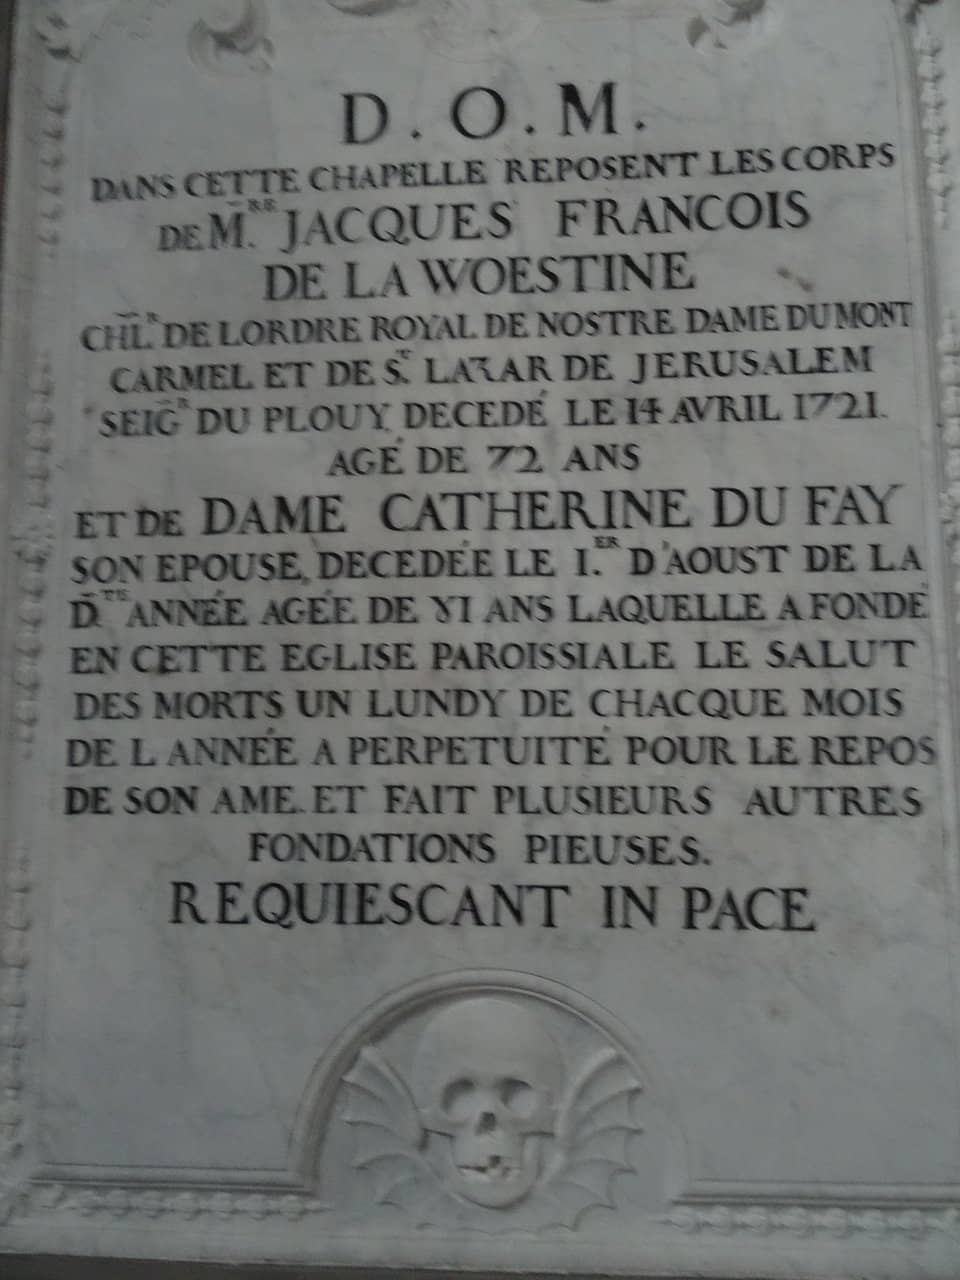 D.O.M.
DANS CETTE CHAPELLE REPOSENT LES CORPS
DE M.RE JACQUES FRANCOIS
DE LA WOESTINE
CHL.R DE LORDRE ROYAL DE NOSTRE DAME DU MONT
CARMEL ET DE S.TE LAZAR DE JERUSALEM
SEIG.R DU PLOUY DECEDÉ LE 14 AVRIL 1721.
AGÉ DE 72 ANS
ET DE DAME CATHERINE DU FAY
SON EPOUSE, DECEDÉE LE I.ER D'AOUST DE LA
D.TE ANNÉE AGÉE DE 71 ANS LAQUELLE A FONDÉ
EN CETTE EGLISE PAROISSIALE LE SALUT
DES MORTS UN LUNDY DE CHACQUE MOIS
DE L ANNÉE A PERPETUITÉ POUR LE REPOS
DE SON AME. ET FAIT PLUSIEURS AUTRES
FONDATIONS PIEUSES.
REQUIESCANT IN PACE